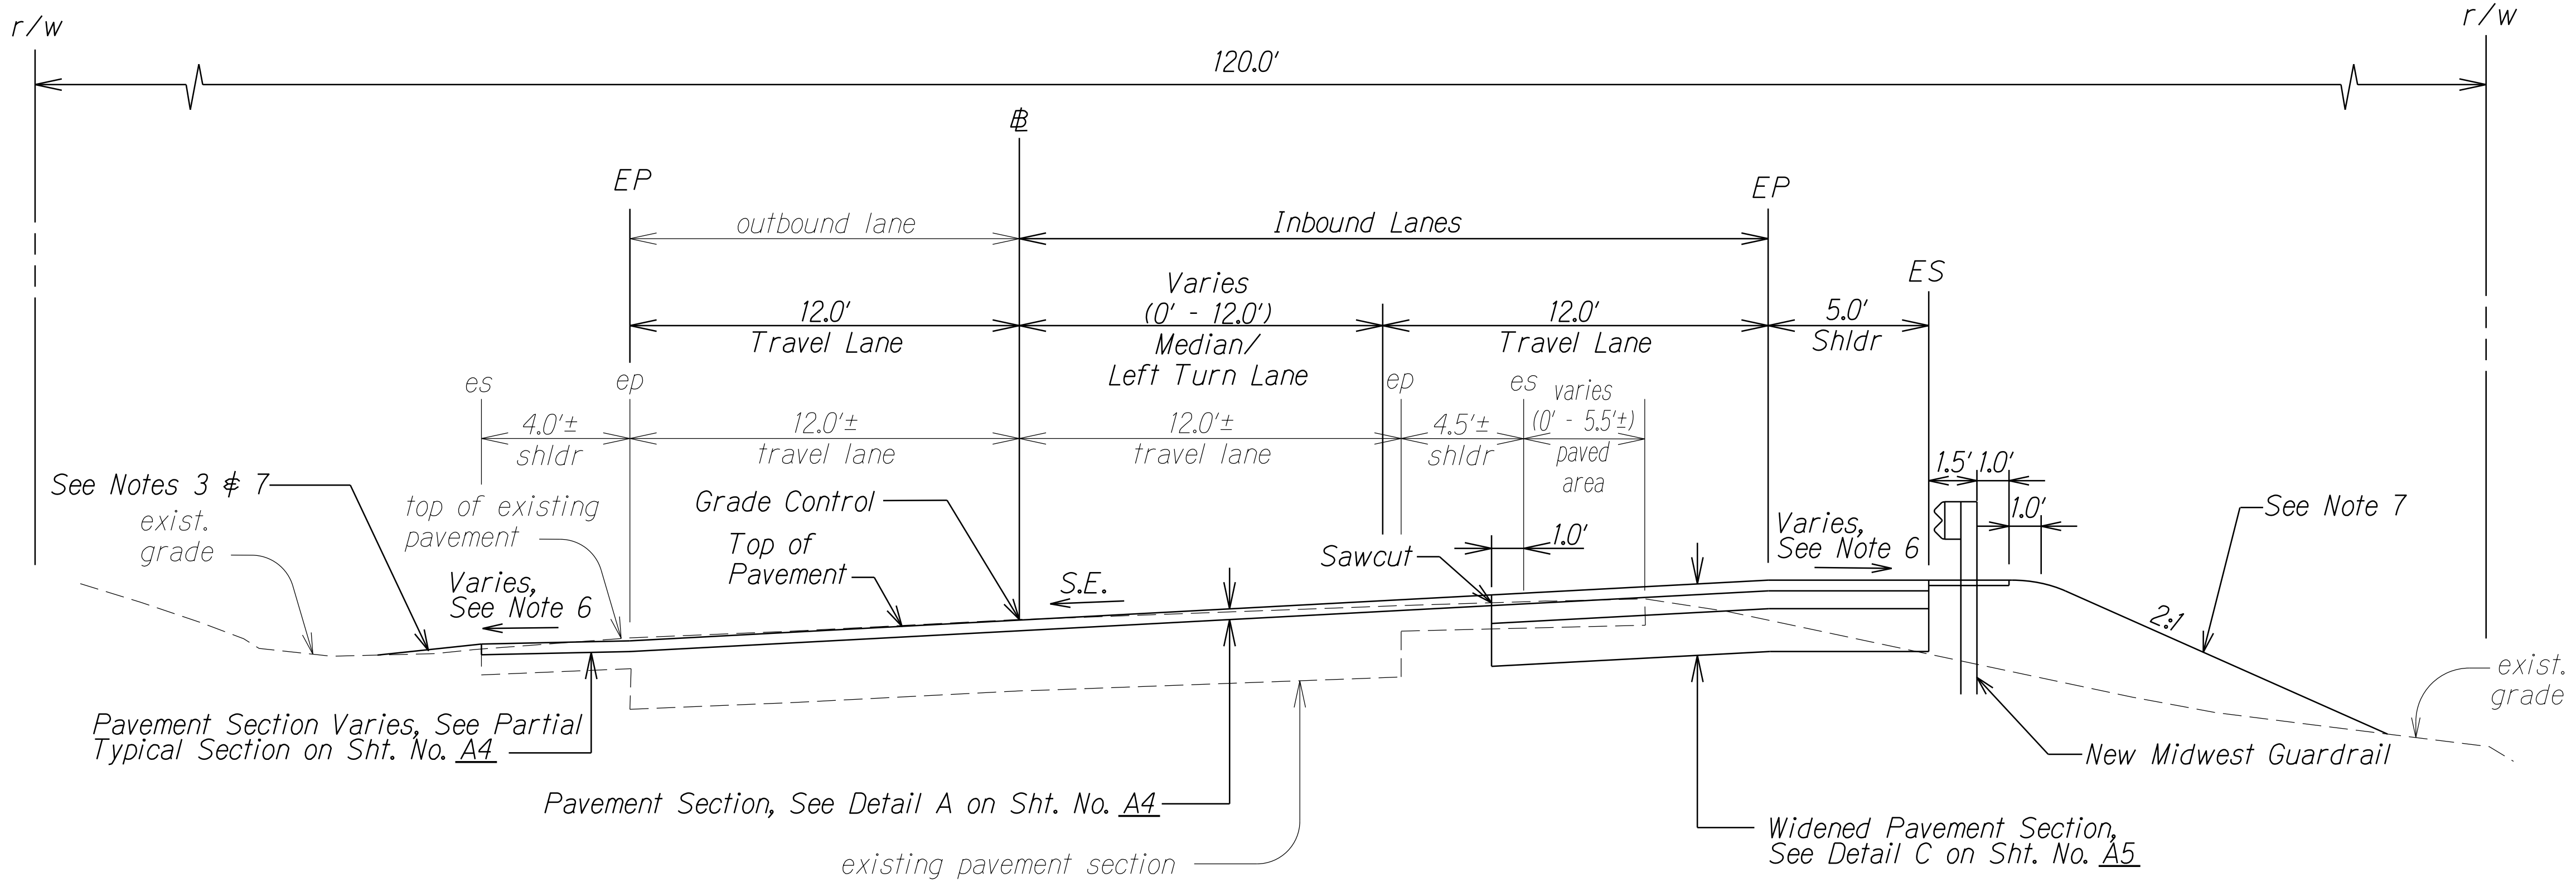 r/w
r/w
120.0'
BL
EP
EP
outbound lane
Inbound Lanes
ES
Varies
(0' - 12.0')
12.0'
12.0'
5.0'
Travel Lane
Median/
Left Turn Lane
Travel Lane
Shldr
es
ep
ep
es
varies
(0' - 5.5'±)
4.0'±
12.0'±
12.0'±
4.5'±
shldr
travel lane
travel lane
shldr
paved
area
1.5'
1.0'
1.0'
See Notes 3 & 7
exist.
grade
top of existing
pavement
Grade Control
Top of
Pavement
1.0'
Sawcut
Varies,
See Note 6
See Note 7
Varies,
See Note 6
S.E.
2:1
exist.
grade
Pavement Section Varies, See Partial
Typical Section on Sht. No. A4
New Midwest Guardrail
Pavement Section, See Detail A on Sht. No. A4
Widened Pavement Section,
See Detail C on Sht. No. A5
existing pavement section